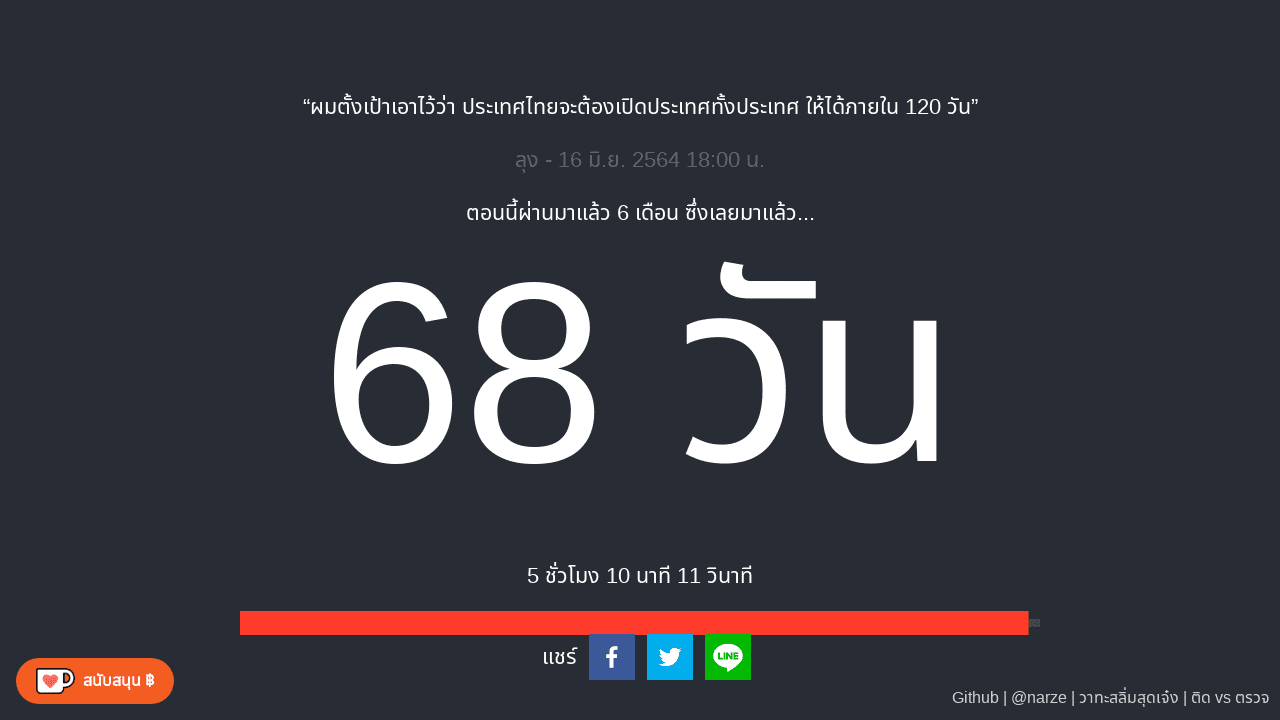 “ผมตั้งเป้าเอาไว้ว่า ประเทศไทยจะต้องเปิดประเทศทั้งประเทศ ให้ได้ภายใน 120 วัน”
ลุง - 16 มิ.ย. 2564 18:00 น.
ตอนนี้ผ่านมาแล้ว 6 เดือน ซึ่งเลยมาแล้ว...
68 วัน
5 ชั่วโมง 10 นาที 11 วินาที
แชร์
LINE
สนับสนุน ฿
Github | @narze | วาทะสลิ่มสุดเจ๋ง | ติด vs ตรวจ